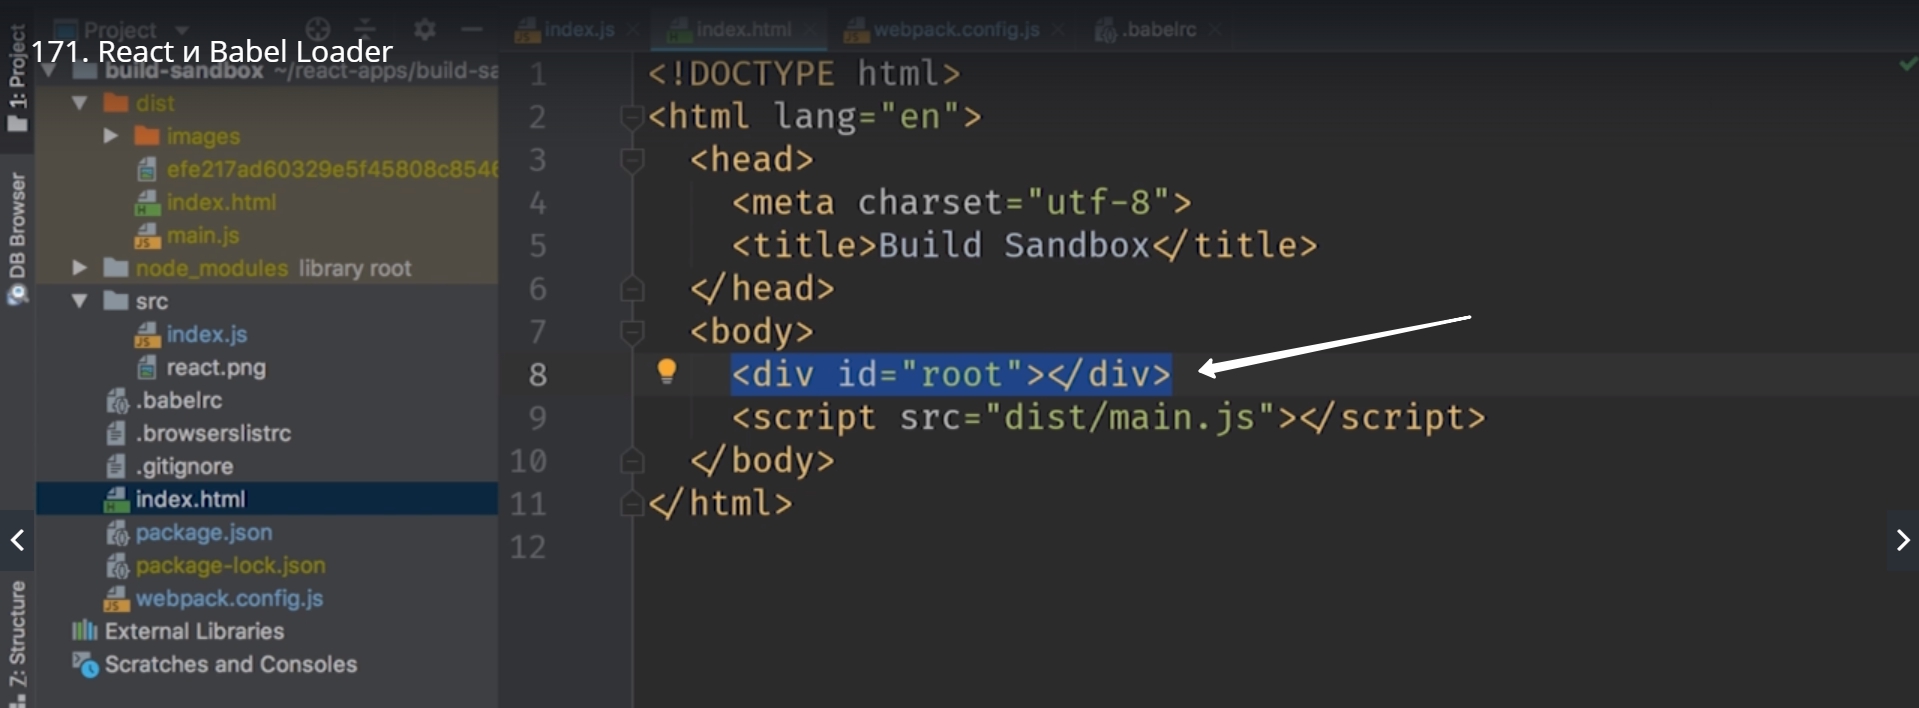 Project
index.js
index.html
webpack.config.js
.babelrc
171. React и Babel Loader
1: Project
DB Browser
Z: Structure
build-sandbox ~/react-apps/build-sa
dist
images
efe217ad60329e5f45808c8546
index.html
main.js
node_modules library root
src
index.js
react.png
.babelrc
.browserslistrc
.gitignore
index.html
package.json
package-lock.json
webpack.config.js
External Libraries
Scratches and Consoles
1 <!DOCTYPE html>
2 <html lang="en">
3 <head>
4 <meta charset="utf-8">
5 <title>Build Sandbox</title>
6 </head>
7 <body>
8 <div id="root"></div>
9 <script src="dist/main.js"></script>
10 </body>
11 </html>
12